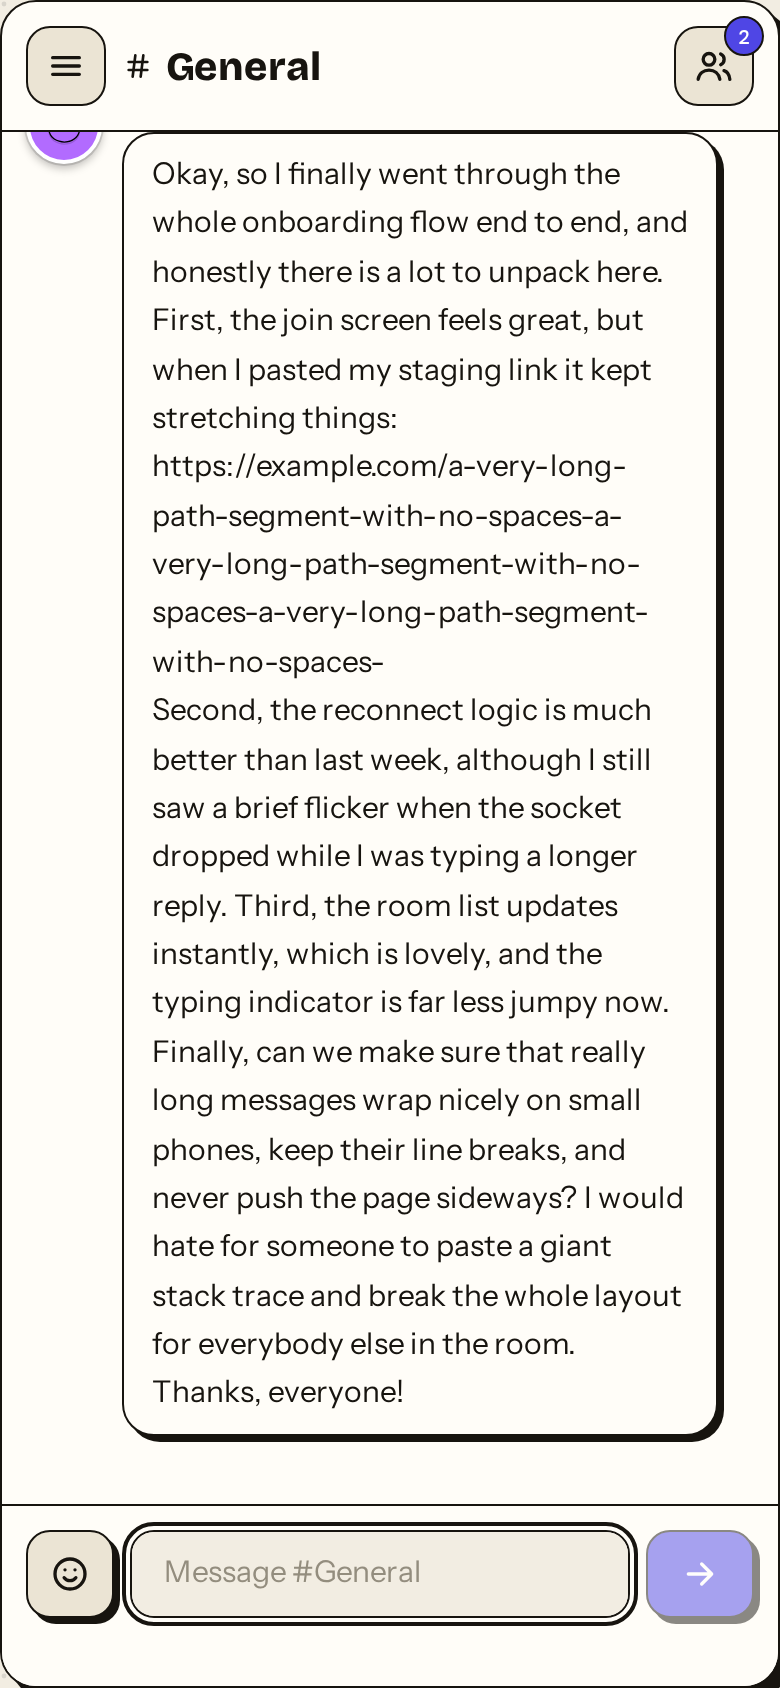 # General
2
Okay, so I finally went through the
whole onboarding flow end to end, and
honestly there is a lot to unpack here.
First, the join screen feels great, but
when I pasted my staging link it kept
stretching things:
https://example.com/a-very-long-
path-segment-with-no-spaces-a-
very-long-path-segment-with-no-
spaces-a-very-long-path-segment-
with-no-spaces-
Second, the reconnect logic is much
better than last week, although I still
saw a brief flicker when the socket
dropped while I was typing a longer
reply. Third, the room list updates
instantly, which is lovely, and the
typing indicator is far less jumpy now.
Finally, can we make sure that really
long messages wrap nicely on small
phones, keep their line breaks, and
never push the page sideways? I would
hate for someone to paste a giant
stack trace and break the whole layout
for everybody else in the room.
Thanks, everyone!
Message #General